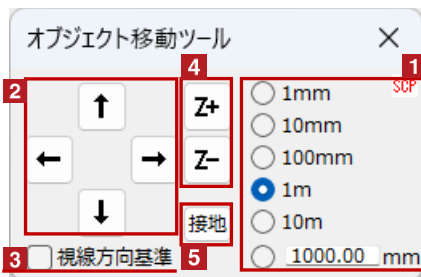 オブジェクト移動ツール ×
1
2
4
SCP
↑
← →
↓
Z+
Z-
1mm
10mm
100mm
1m
10m
1000.00 mm
接地
3 視線方向基準 5